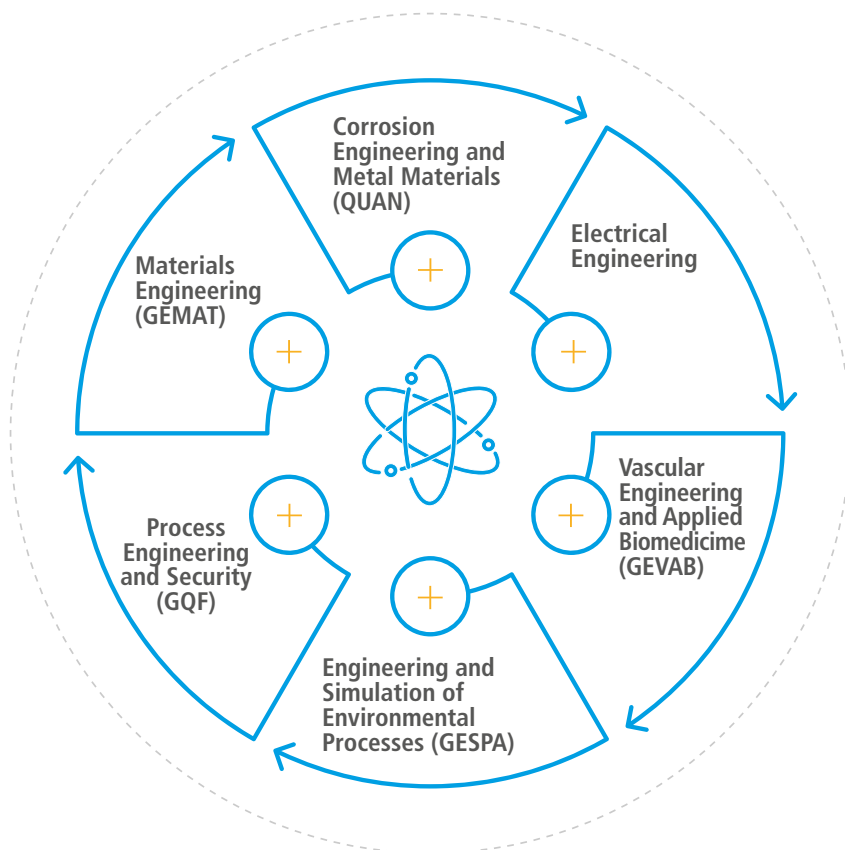 Corrosion
Engineering and
Metal Materials
(QUAN)
Electrical
Engineering
Materials
Engineering
(GEMAT)
Vascular
Engineering
and Applied
Biomedicime
(GEVAB)
Process
Engineering
and Security
(GQF)
Engineering and
Simulation of
Environmental
Processes (GESPA)